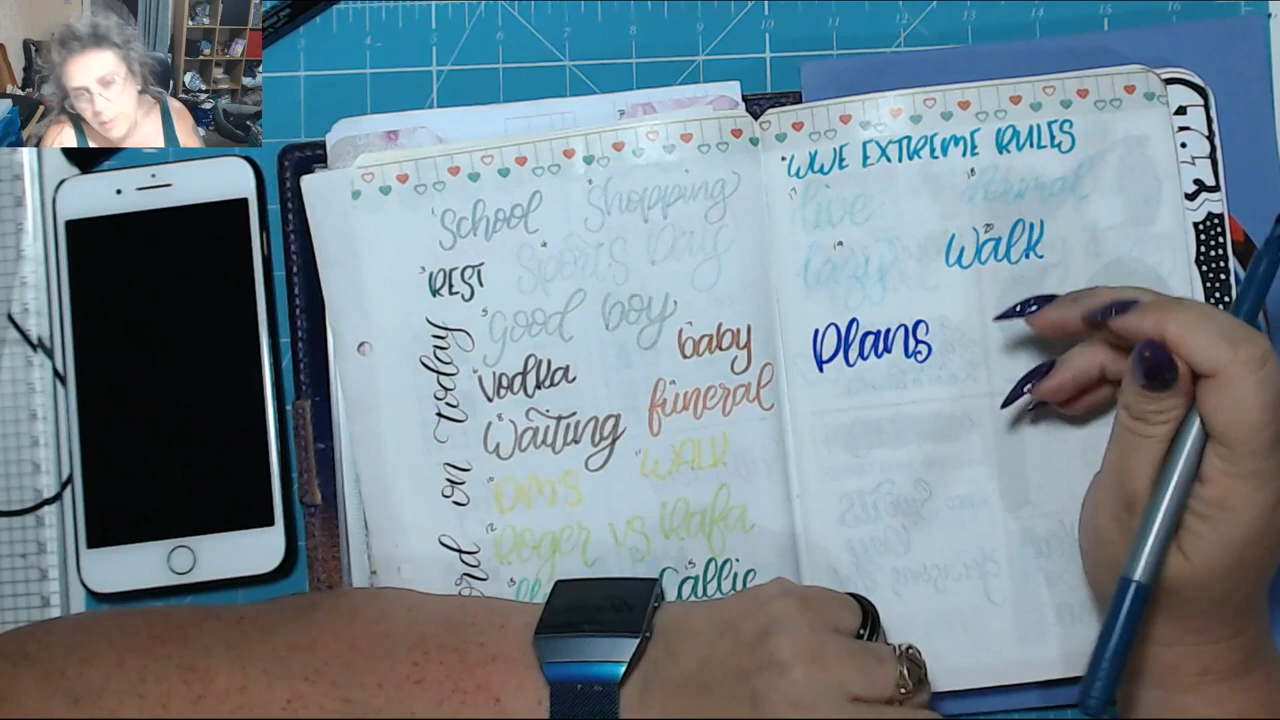 School
Shopping
REST
Sports Day
good boy
vodka
baby
Waiting
funeral
DMS
WALK
Roger vs Rafa
Callie
ord on today
WWE EXTREME RULES
live
normal
lazy
Walk
Plans